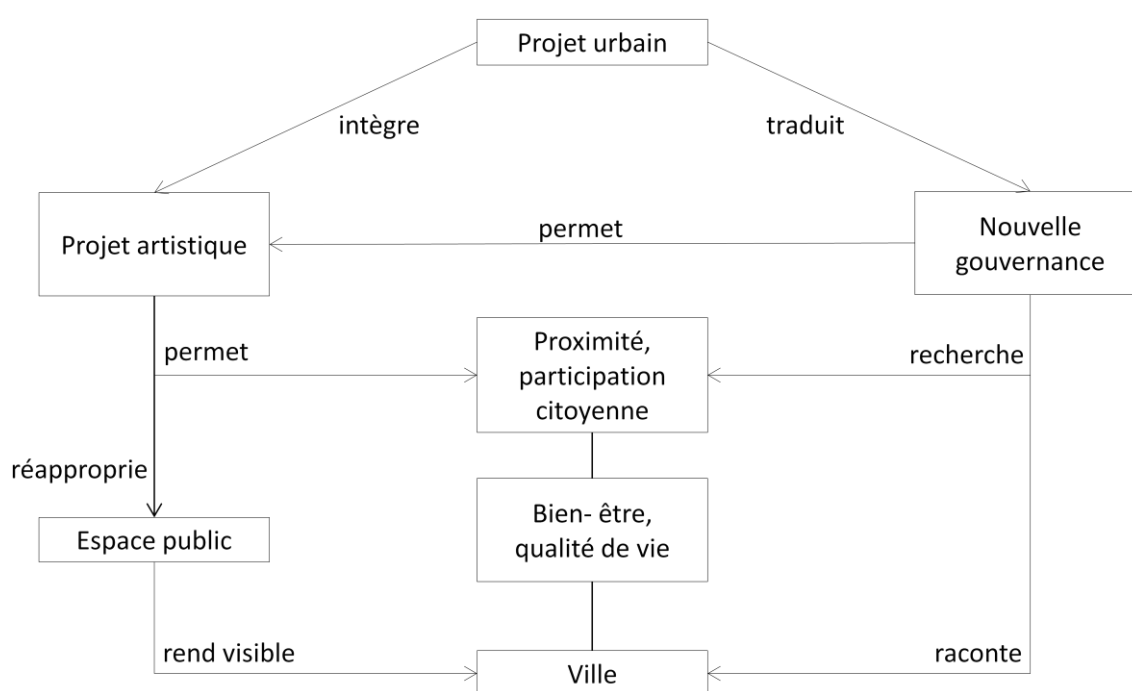 Projet urbain
intègre
traduit
Projet artistique
permet
Nouvelle
gouvernance
permet
Proximité,
participation
citoyenne
recherche
réapproprie
Espace public
Bien- être,
qualité de vie
rend visible
Ville
raconte